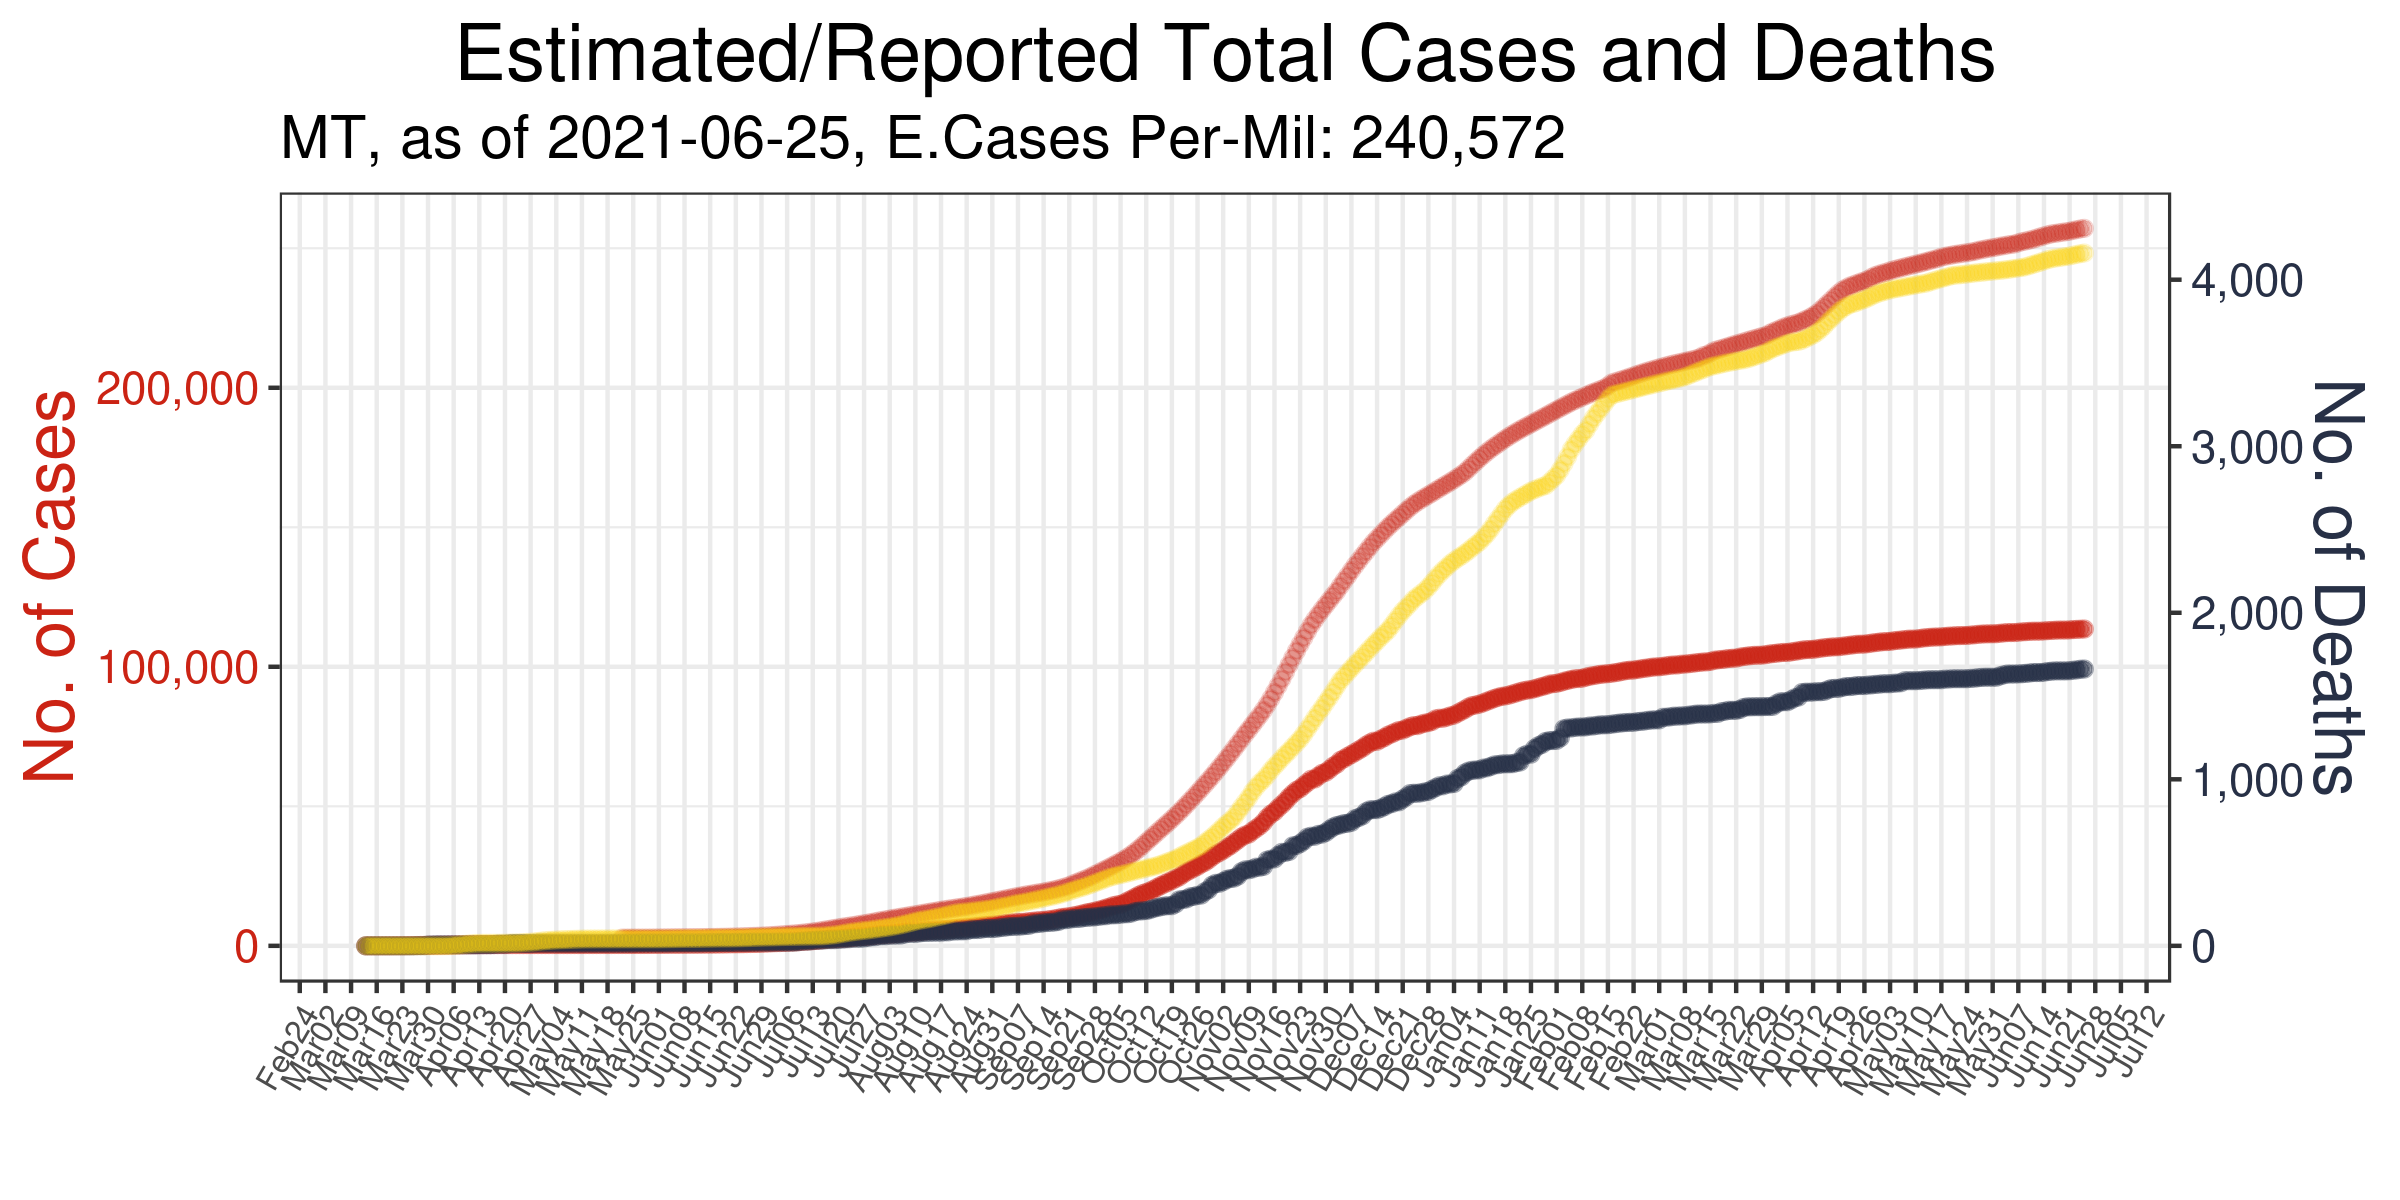 Estimated/Reported Total Cases and Deaths
MT, as of 2021-06-25, E.Cases Per-Mil: 240,572
No. of Cases
200,000
100,000
0
4,000
3,000
2,000
1,000
0
No. of Deaths
Feb24
Mar02
Mar09
Mar16
Mar23
Mar30
Apr06
Apr13
Apr20
Apr27
May04
May11
May18
May25
Jun01
Jun08
Jun15
Jun22
Jun29
Jul06
Jul13
Jul20
Jul27
Aug03
Aug10
Aug17
Aug24
Aug31
Sep07
Sep14
Sep21
Sep28
Oct05
Oct12
Oct19
Oct26
Nov02
Nov09
Nov16
Nov23
Nov30
Dec07
Dec14
Dec21
Dec28
Jan04
Jan11
Jan18
Jan25
Feb01
Feb08
Feb15
Feb22
Mar01
Mar08
Mar15
Mar22
Mar29
Apr05
Apr12
Apr19
Apr26
May03
May10
May17
May24
May31
Jun07
Jun14
Jun21
Jun28
Jul05
Jul12